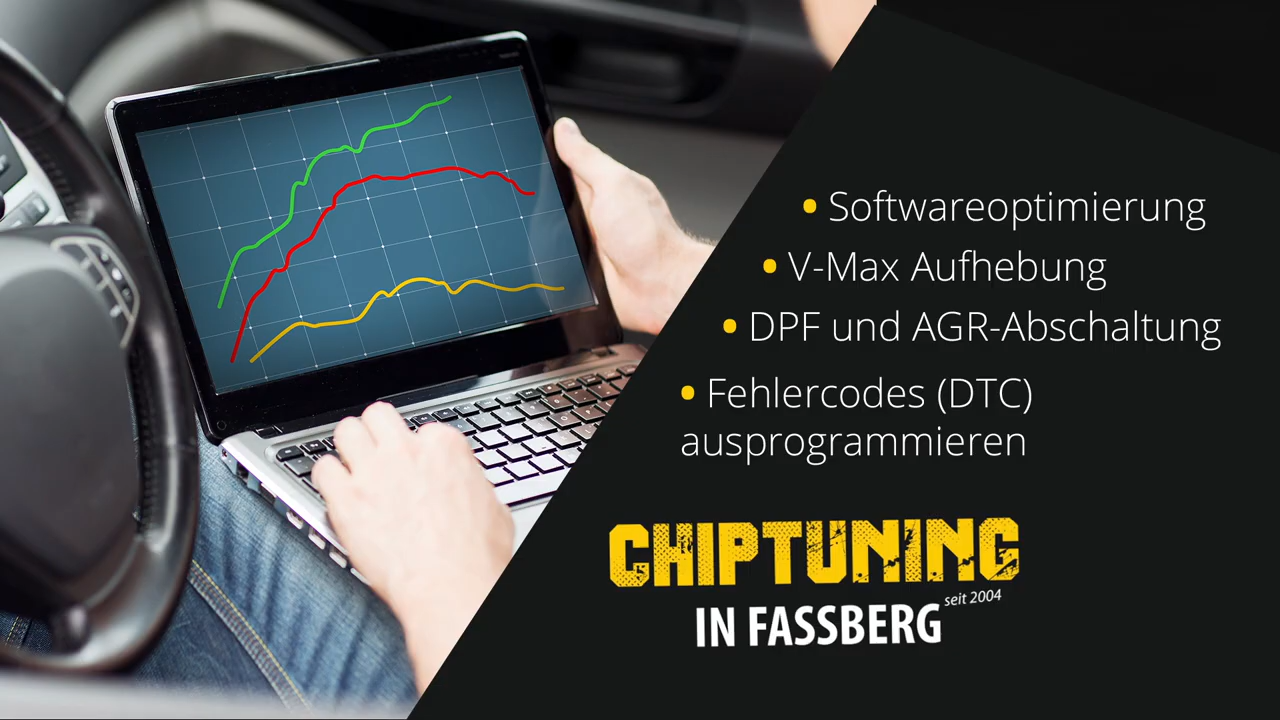 • Softwareoptimierung
• V-Max Aufhebung
• DPF und AGR-Abschaltung
• Fehlercodes (DTC)
ausprogrammieren
CHIPTUNING
seit 2004
IN FASSBERG